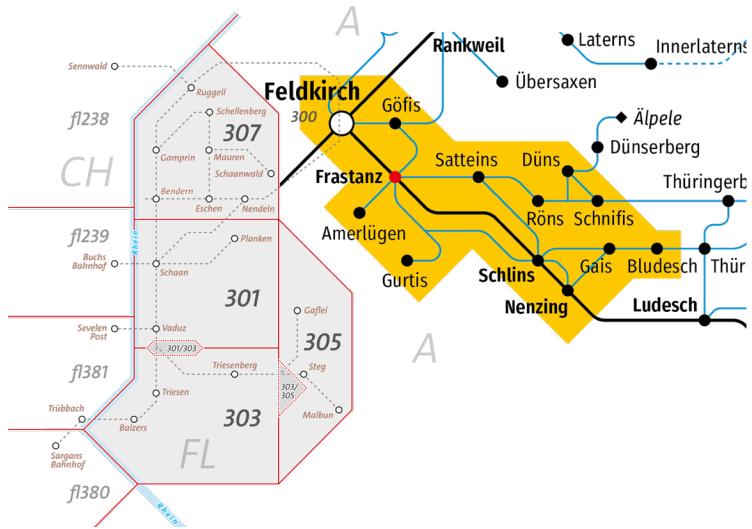 A
Rankweil
Laterns
Innerlaterns
Sennwald
Übersaxen
Ruggell
Feldkirch
300
Göfis
fl238
Schellenberg
307
Älpele
CH
Gamprin
Mauren
Schaanwald
Dünserberg
Satteins
Düns
Frastanz
Thüringerb
Bendern
Eschen
Nendeln
Röns
Schnifis
fl239
Rhein
Planken
Amerlügen
Buchs
Bahnhof
Schaan
Schlins
Gais
Bludesch
Thür
Gurtis
301
Nenzing
Ludesch
Gaflei
Sevelen
Post
Vaduz
305
301/303
A
fl381
Triesenberg
Steg
303/
305
Triesen
Trübbach
Balzers
303
Malbun
Sargans
Bahnhof
FL
fl380
Rhein